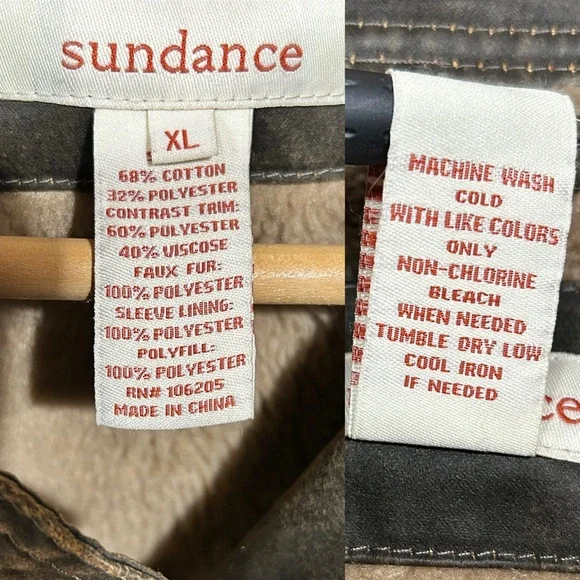 sundance
XL
68% COTTON
32% POLYESTER
CONTRAST TRIM:
60% POLYESTER
40% VISCOSE
FAUX FUR:
100% POLYESTER
SLEEVE LINING:
100% POLYESTER
POLYFILL:
100% POLYESTER
RN# 106205
MADE IN CHINA
MACHINE WASH
COLD
WITH LIKE COLORS
ONLY
NON-CHLORINE
BLEACH
WHEN NEEDED
TUMBLE DRY LOW
COOL IRON
IF NEEDED
ce